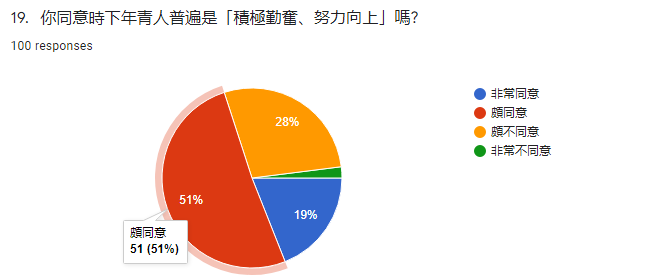 19. 你同意時下年青人普遍是「積極勤奮、努力向上」嗎?
100 responses
非常同意
頗同意
頗不同意
非常不同意
28%
51%
19%
頗同意
51 (51%)